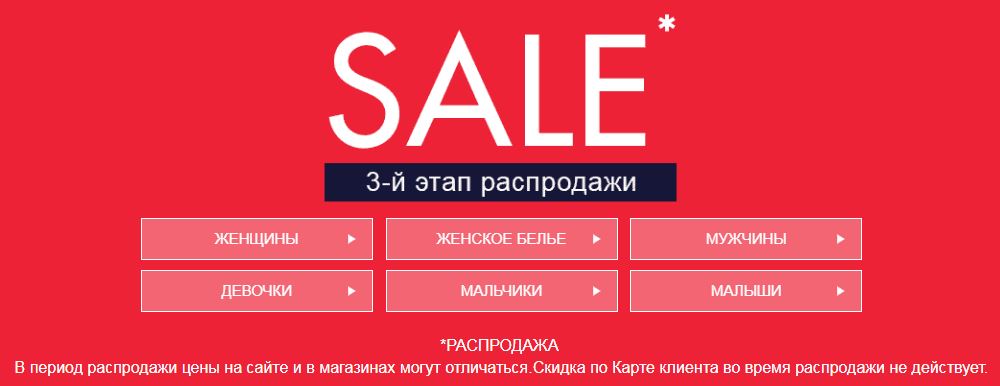 SALE*
3-й этап распродажи
ЖЕНЩИНЫ
ЖЕНСКОЕ БЕЛЬЕ
МУЖЧИНЫ
ДЕВОЧКИ
МАЛЬЧИКИ
МАЛЫШИ
*РАСПРОДАЖА
В период распродажи цены на сайте и в магазинах могут отличаться.Скидка по Карте клиента во время распродажи не действует.